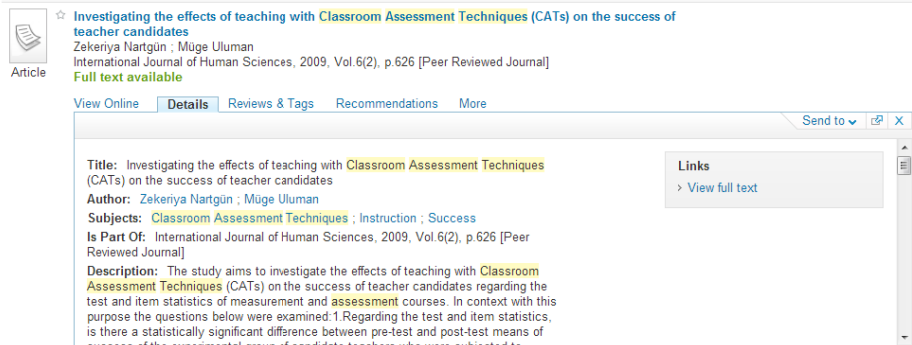 Investigating the effects of teaching with Classroom Assessment Techniques (CATs) on the success of
teacher candidates
Zekeriya Nartgün ; Müge Uluman
International Journal of Human Sciences, 2009, Vol.6(2), p.626 [Peer Reviewed Journal]
Article
Full text available
View Online Details Reviews & Tags Recommendations More
Send to X
Title: Investigating the effects of teaching with Classroom Assessment Techniques
(CATs) on the success of teacher candidates
Author: Zekeriya Nartgün ; Müge Uluman
Subjects: Classroom Assessment Techniques ; Instruction ; Success
Is Part Of: International Journal of Human Sciences, 2009, Vol.6(2), p.626 [Peer
Reviewed Journal]
Description: The study aims to investigate the effects of teaching with Classroom
Assessment Techniques (CATs) on the success of teacher candidates regarding the
test and item statistics of measurement and assessment courses. In context with this
purpose the questions below were examined:1.Regarding the test and item statistics,
is there a statistically significant difference between pre-test and post-test means of
Links
> View full text